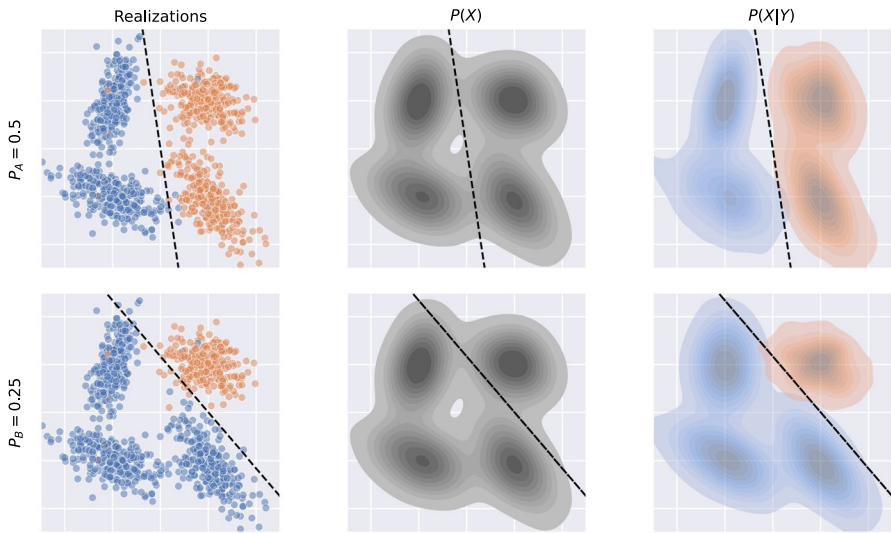 Realizations
P(X)
P(X|Y)
P_A = 0.5
P_B = 0.25